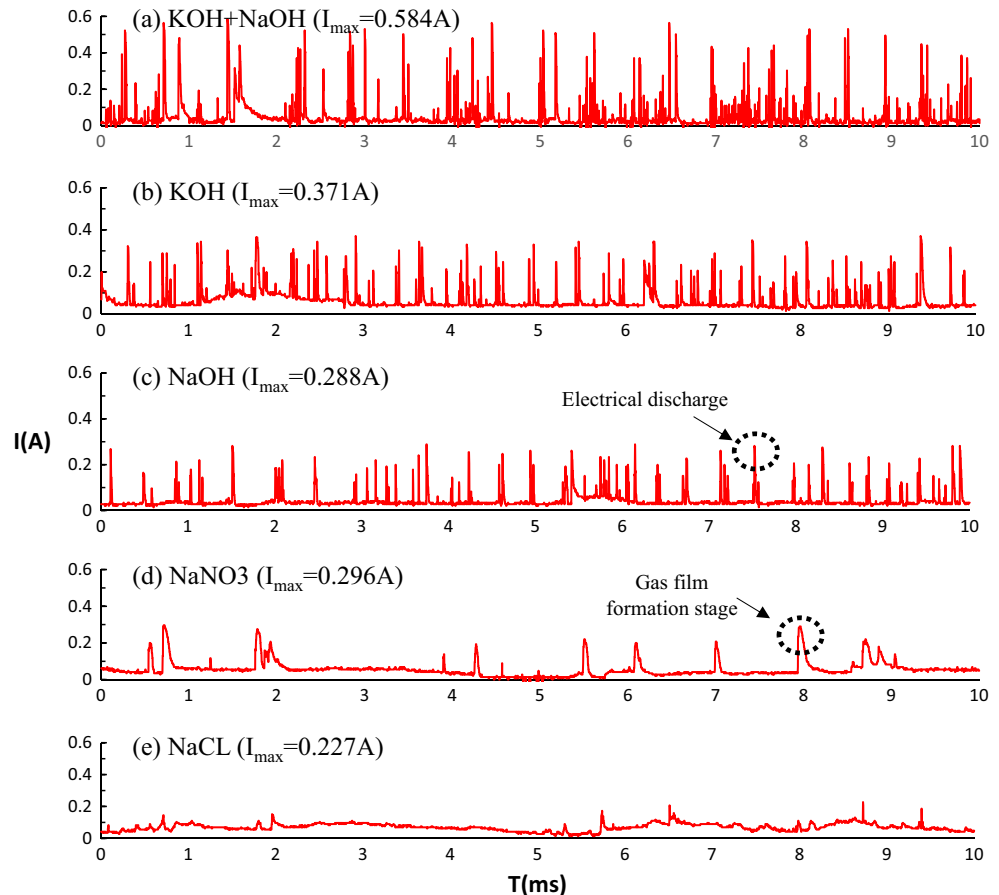 (a) KOH+NaOH (Imax=0.584A)
0.6
0.4
0.2
0
0 1 2 3 4 5 6 7 8 9 10
(b) KOH (Imax=0.371A)
0.6
0.4
0.2
0
0 1 2 3 4 5 6 7 8 9 10
(c) NaOH (Imax=0.288A)
0.6
Electrical discharge
0.4
I(A)
0.2
0
0 1 2 3 4 5 6 7 8 9 10
(d) NaNO3 (Imax=0.296A)
0.6
Gas film
formation stage
0.4
0.2
0
0 1 2 3 4 5 6 7 8 9 10
(e) NaCL (Imax=0.227A)
0.6
0.4
0.2
0
0 1 2 3 4 5 6 7 8 9 10
T(ms)